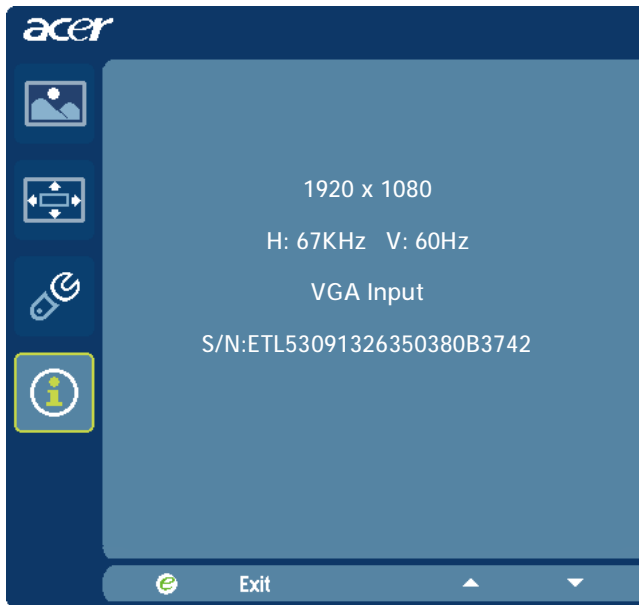 acer
1920 x 1080
H: 67KHz V: 60Hz
VGA Input
S/N:ETL53091326350380B3742
e Exit